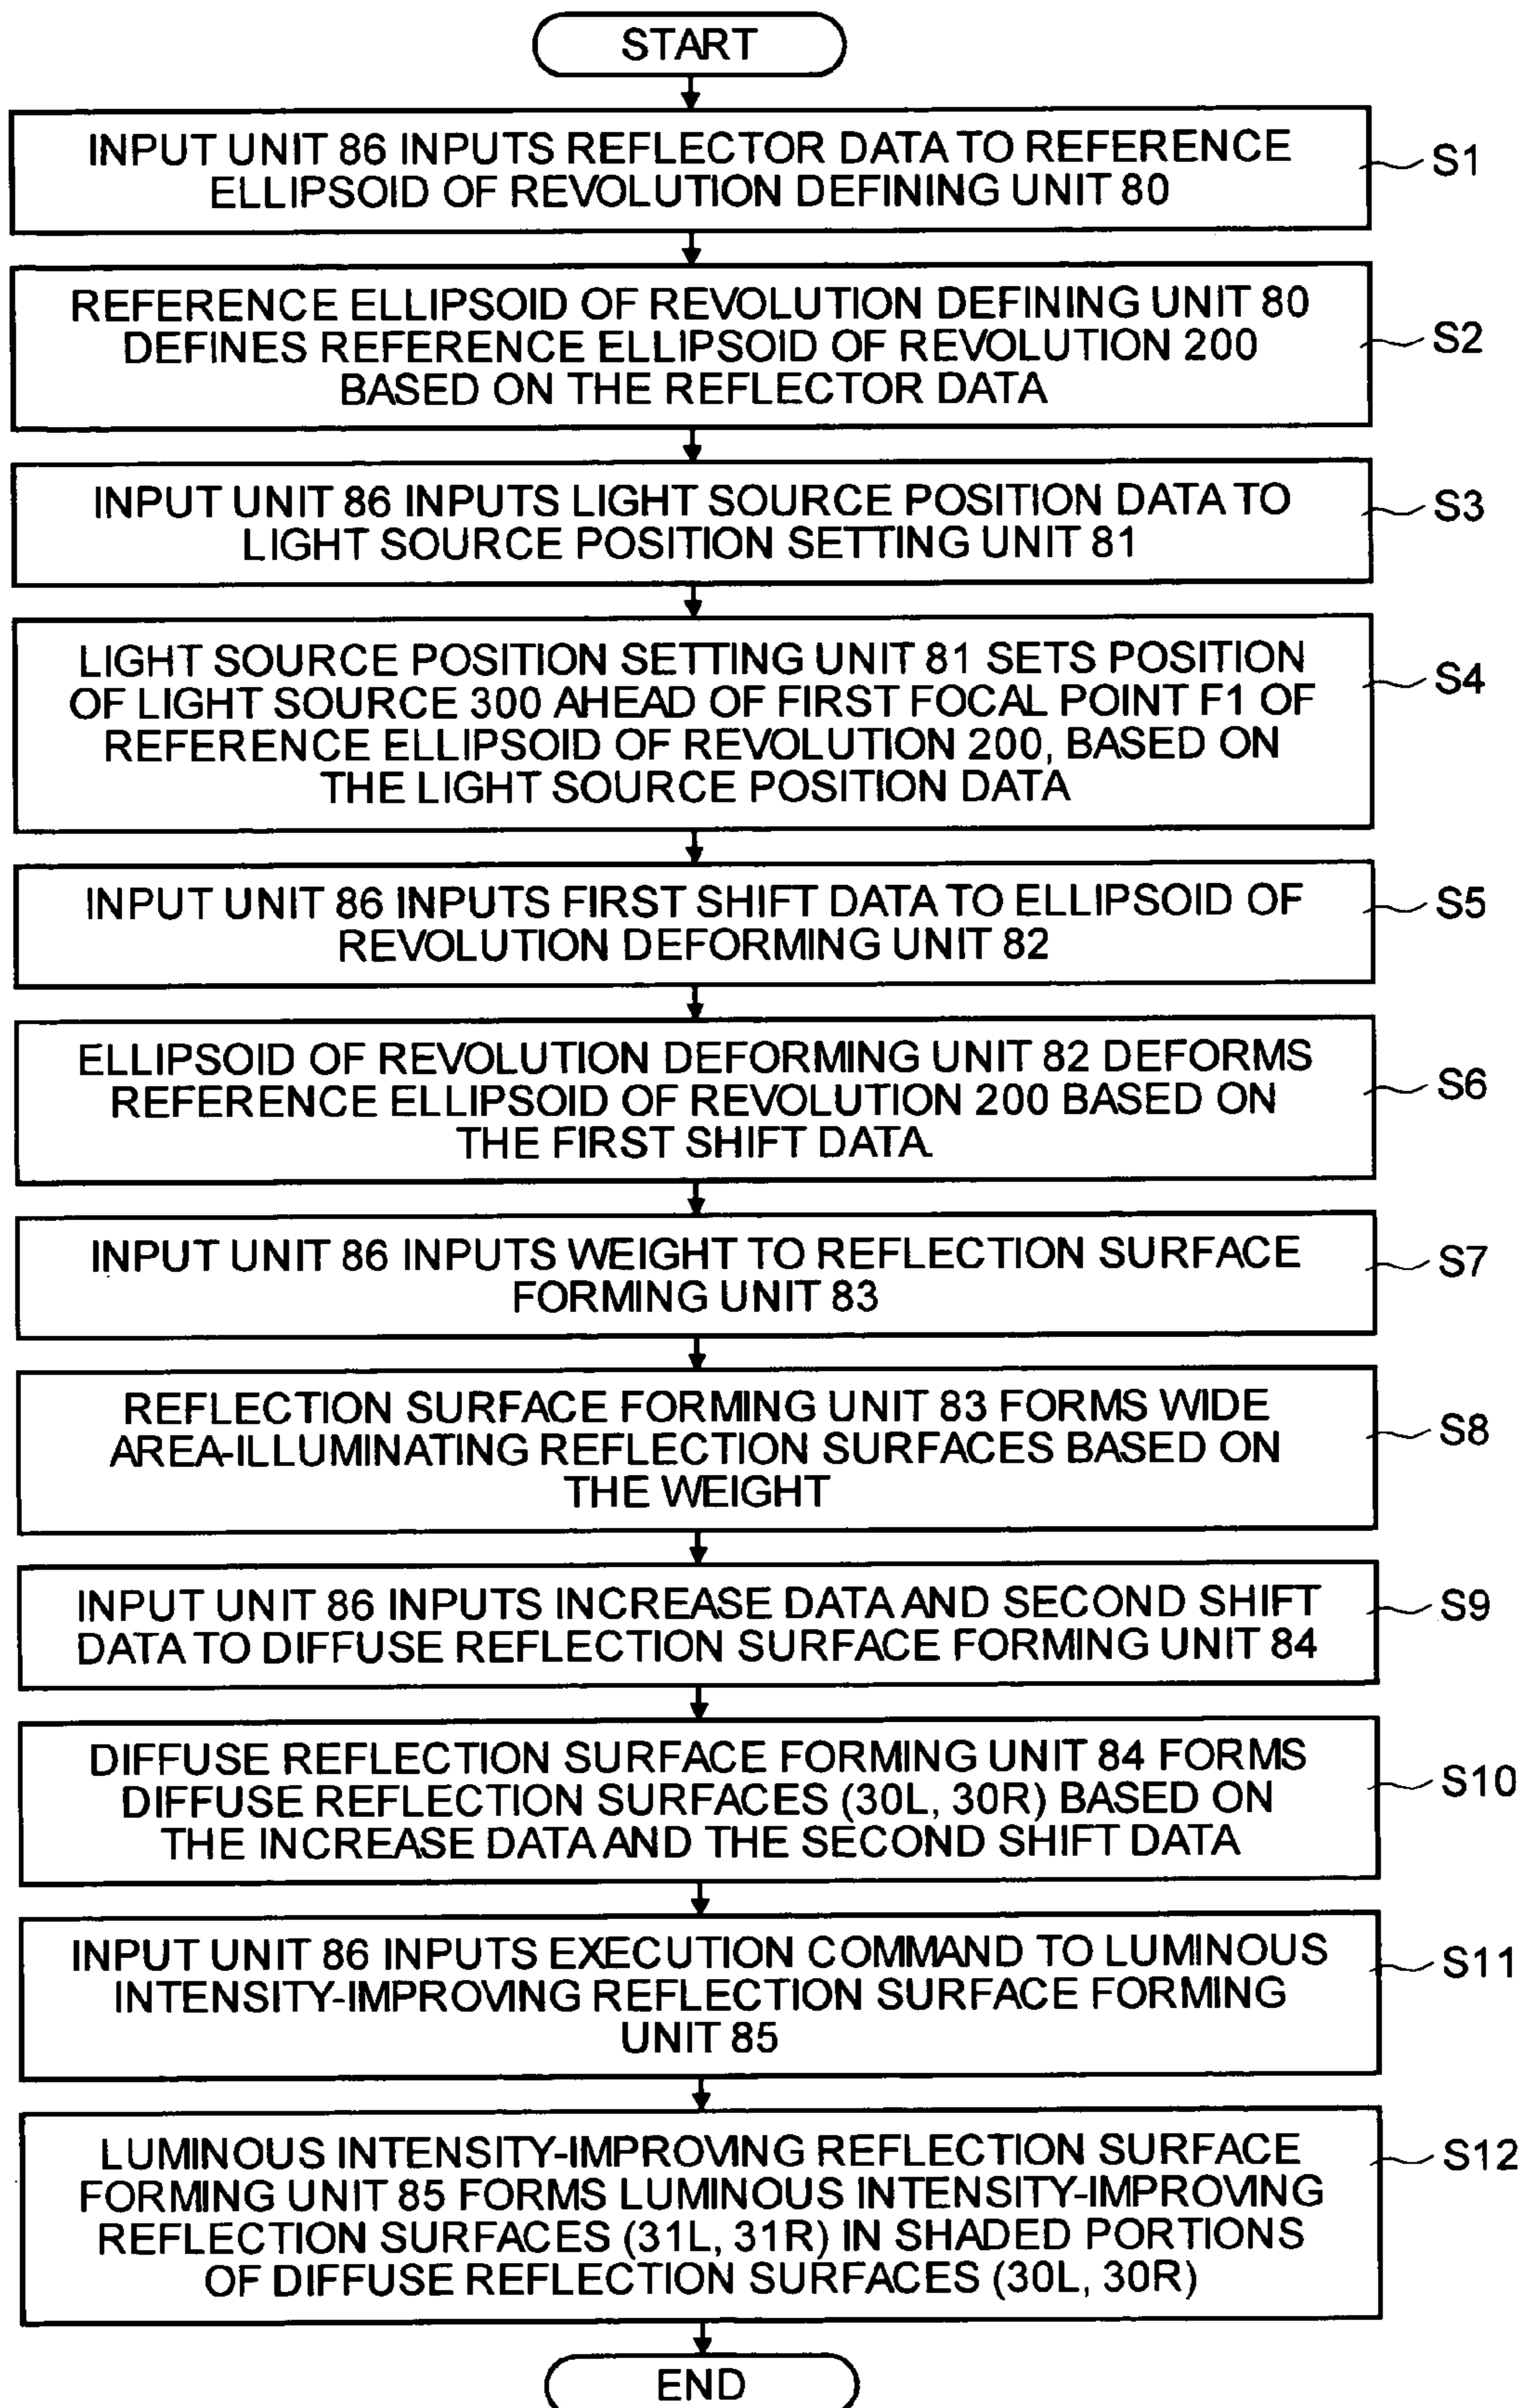 START
INPUT UNIT 86 INPUTS REFLECTOR DATA TO REFERENCE
ELLIPSOID OF REVOLUTION DEFINING UNIT 80
S1
REFERENCE ELLIPSOID OF REVOLUTION DEFINING UNIT 80
DEFINES REFERENCE ELLIPSOID OF REVOLUTION 200
BASED ON THE REFLECTOR DATA
S2
INPUT UNIT 86 INPUTS LIGHT SOURCE POSITION DATA TO
LIGHT SOURCE POSITION SETTING UNIT 81
S3
LIGHT SOURCE POSITION SETTING UNIT 81 SETS POSITION
OF LIGHT SOURCE 300 AHEAD OF FIRST FOCAL POINT F1 OF
REFERENCE ELLIPSOID OF REVOLUTION 200, BASED ON
THE LIGHT SOURCE POSITION DATA
S4
INPUT UNIT 86 INPUTS FIRST SHIFT DATA TO ELLIPSOID OF
REVOLUTION DEFORMING UNIT 82
S5
ELLIPSOID OF REVOLUTION DEFORMING UNIT 82 DEFORMS
REFERENCE ELLIPSOID OF REVOLUTION 200 BASED ON
THE FIRST SHIFT DATA.
S6
INPUT UNIT 86 INPUTS WEIGHT TO REFLECTION SURFACE
FORMING UNIT 83
S7
REFLECTION SURFACE FORMING UNIT 83 FORMS WIDE
AREA-ILLUMINATING REFLECTION SURFACES BASED ON
THE WEIGHT
S8
INPUT UNIT 86 INPUTS INCREASE DATA AND SECOND SHIFT
DATA TO DIFFUSE REFLECTION SURFACE FORMING UNIT 84
S9
DIFFUSE REFLECTION SURFACE FORMING UNIT 84 FORMS
DIFFUSE REFLECTION SURFACES (30L, 30R) BASED ON
THE INCREASE DATA AND THE SECOND SHIFT DATA
S10
INPUT UNIT 86 INPUTS EXECUTION COMMAND TO LUMINOUS
INTENSITY-IMPROVING REFLECTION SURFACE FORMING
UNIT 85
S11
LUMINOUS INTENSITY-IMPROVING REFLECTION SURFACE
FORMING UNIT 85 FORMS LUMINOUS INTENSITY-IMPROVING
REFLECTION SURFACES (31L, 31R) IN SHADED PORTIONS
OF DIFFUSE REFLECTION SURFACES (30L, 30R)
S12
END